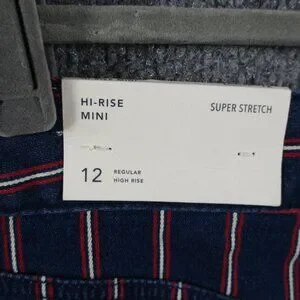 HI-RISE
MINI
SUPER STRETCH
12
REGULAR
HIGH RISE